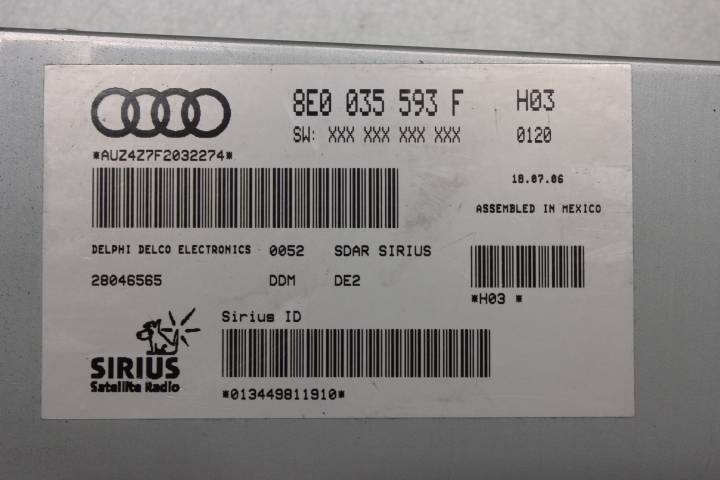 8E0 035 593 F H03
SW: XXX XXX XXX XXX 0120
*AUZ4Z7F2032274*
18.07.06
ASSEMBLED IN MEXICO
DELPHI DELCO ELECTRONICS 0052 SDAR SIRIUS
28046565 DDM DE2
*H03 *
Sirius ID
SIRIUS
Satellite Radio
*013449811910*